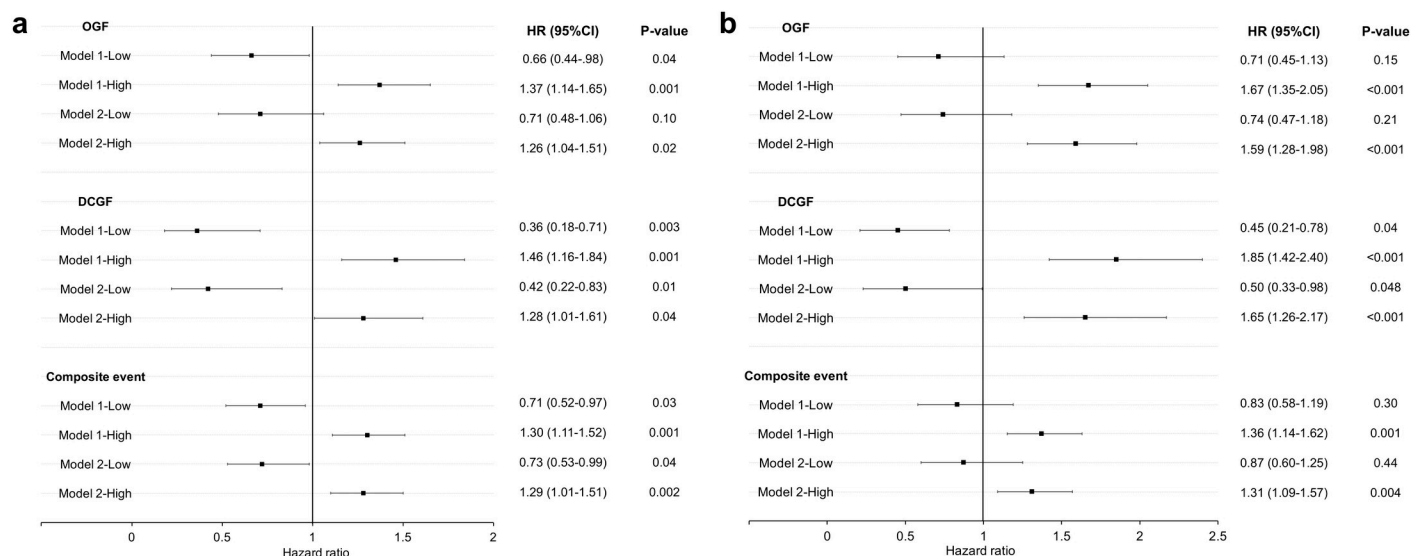 a
OGF HR (95%CI) P-value
Model 1-Low 0.66 (0.44-.98) 0.04
Model 1-High 1.37 (1.14-1.65) 0.001
Model 2-Low 0.71 (0.48-1.06) 0.10
Model 2-High 1.26 (1.04-1.51) 0.02
DCGF
Model 1-Low 0.36 (0.18-0.71) 0.003
Model 1-High 1.46 (1.16-1.84) 0.001
Model 2-Low 0.42 (0.22-0.83) 0.01
Model 2-High 1.28 (1.01-1.61) 0.04
Composite event
Model 1-Low 0.71 (0.52-0.97) 0.03
Model 1-High 1.30 (1.11-1.52) 0.001
Model 2-Low 0.73 (0.53-0.99) 0.04
Model 2-High 1.29 (1.01-1.51) 0.002
0 0.5 1 1.5 2
Hazard ratio
b
OGF HR (95%CI) P-value
Model 1-Low 0.71 (0.45-1.13) 0.15
Model 1-High 1.67 (1.35-2.05) <0.001
Model 2-Low 0.74 (0.47-1.18) 0.21
Model 2-High 1.59 (1.28-1.98) <0.001
DCGF
Model 1-Low 0.45 (0.21-0.78) 0.04
Model 1-High 1.85 (1.42-2.40) <0.001
Model 2-Low 0.50 (0.33-0.98) 0.048
Model 2-High 1.65 (1.26-2.17) <0.001
Composite event
Model 1-Low 0.83 (0.58-1.19) 0.30
Model 1-High 1.36 (1.14-1.62) 0.001
Model 2-Low 0.87 (0.60-1.25) 0.44
Model 2-High 1.31 (1.09-1.57) 0.004
0 0.5 1 1.5 2 2.5
Hazard ratio